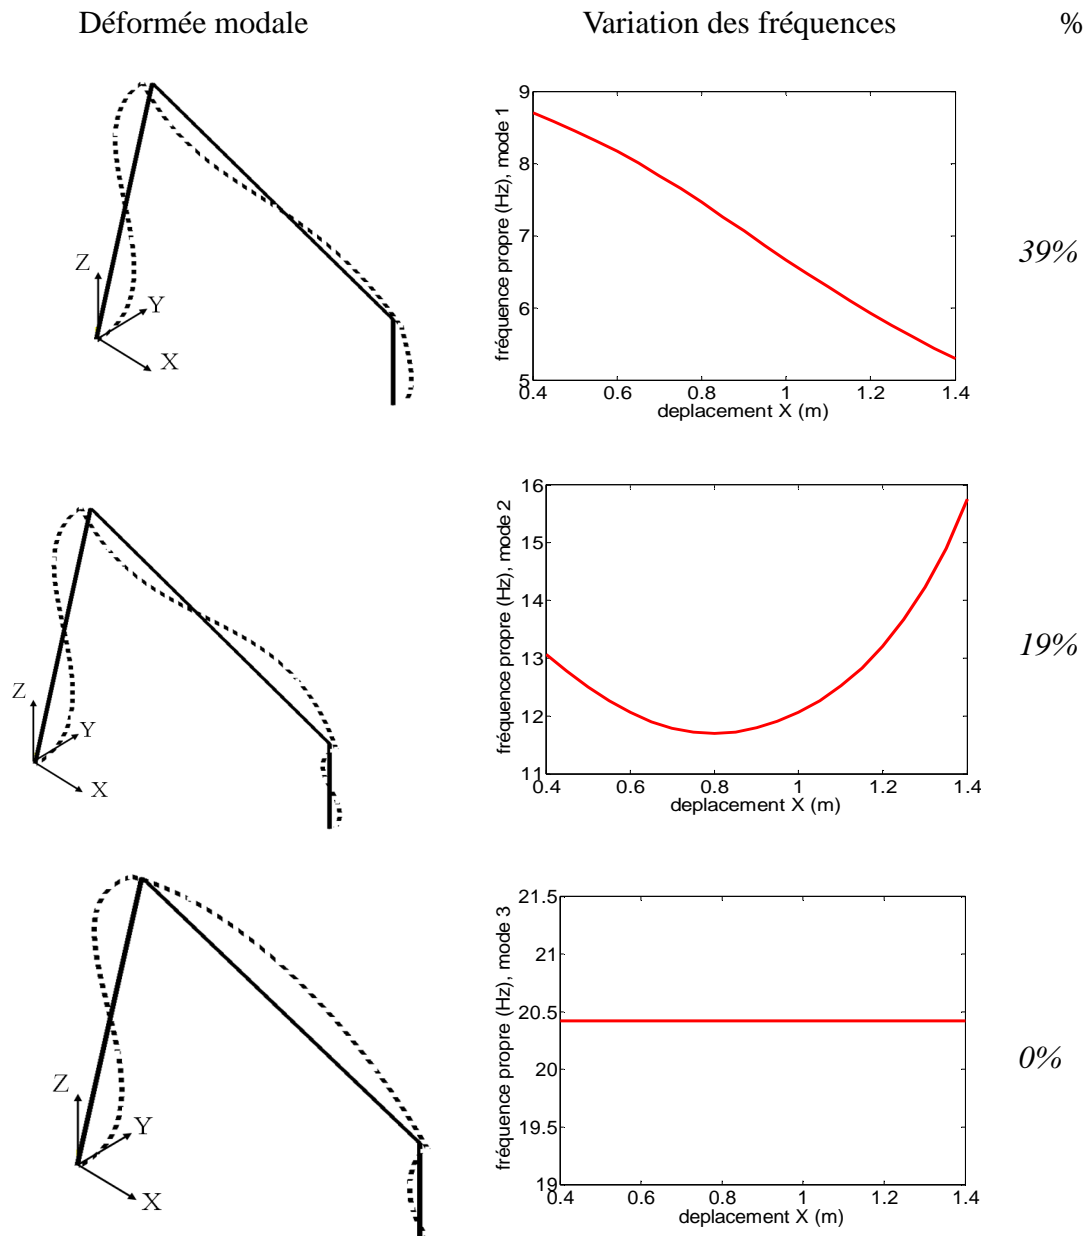 Déformée modale Variation des fréquences %
Z
Y
X
fréquence propre (Hz), mode 1
9
8
7
6
5
0.4 0.6 0.8 1 1.2 1.4
deplacement X (m)
39%
Z
Y
X
fréquence propre (Hz), mode 2
16
15
14
13
12
11
0.4 0.6 0.8 1 1.2 1.4
deplacement X (m)
19%
Z
Y
X
fréquence propre (Hz), mode 3
21.5
21
20.5
20
19.5
19
0.4 0.6 0.8 1 1.2 1.4
deplacement X (m)
0%